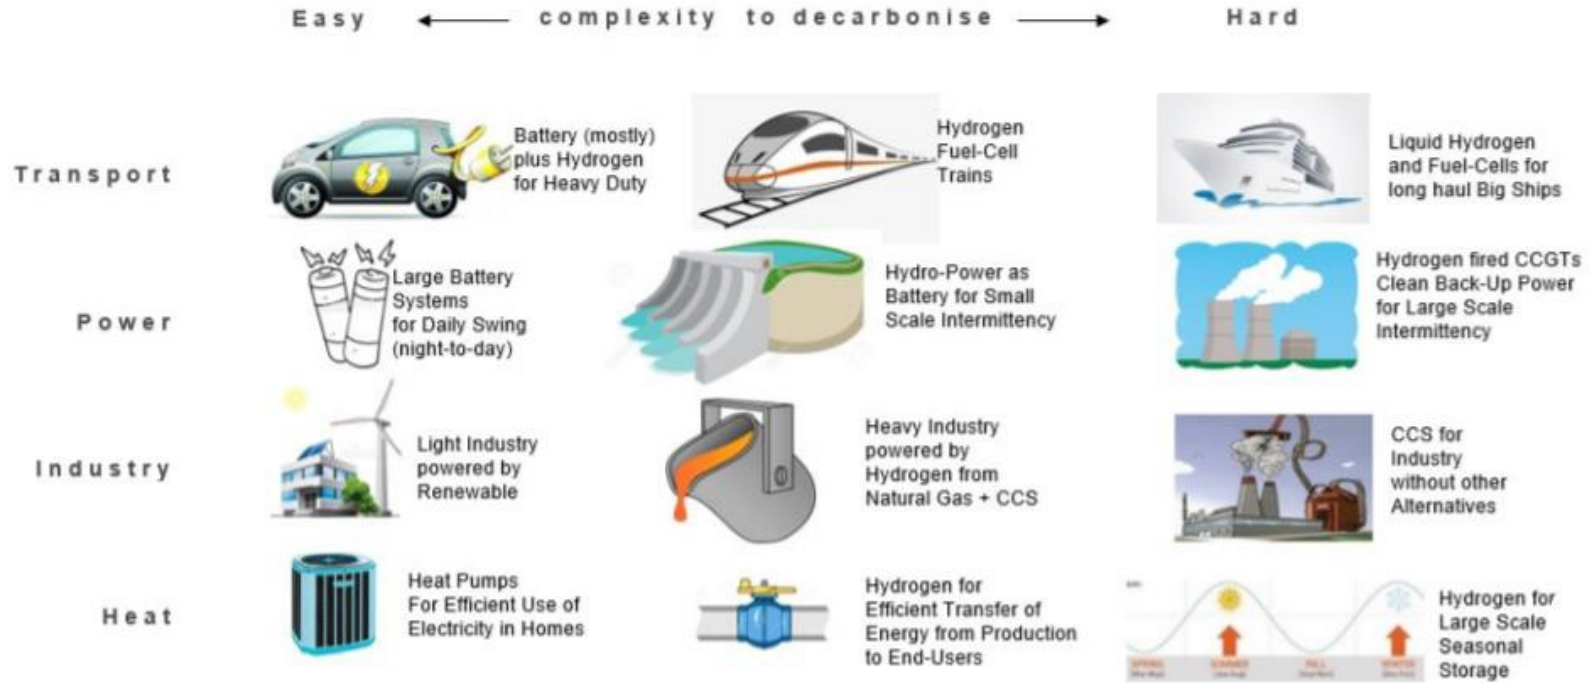 Easy complexity to decarbonise Hard
Transport
Battery (mostly)
plus Hydrogen
for Heavy Duty
Hydrogen
Fuel-Cell
Trains
Liquid Hydrogen
and Fuel-Cells for
long haul Big Ships
Power
Large Battery
Systems
for Daily Swing
(night-to-day)
Hydro-Power as
Battery for Small
Scale Intermittency
Hydrogen fired CCGTs
Clean Back-Up Power
for Large Scale
Intermittency
Industry
Light Industry
powered by
Renewable
Heavy Industry
powered by
Hydrogen from
Natural Gas + CCS
CCS for
Industry
without other
Alternatives
Heat
Heat Pumps
For Efficient Use of
Electricity in Homes
Hydrogen for
Efficient Transfer of
Energy from Production
to End-Users
SPRING SUMMER FALL WINTER
Hydrogen for
Large Scale
Seasonal
Storage